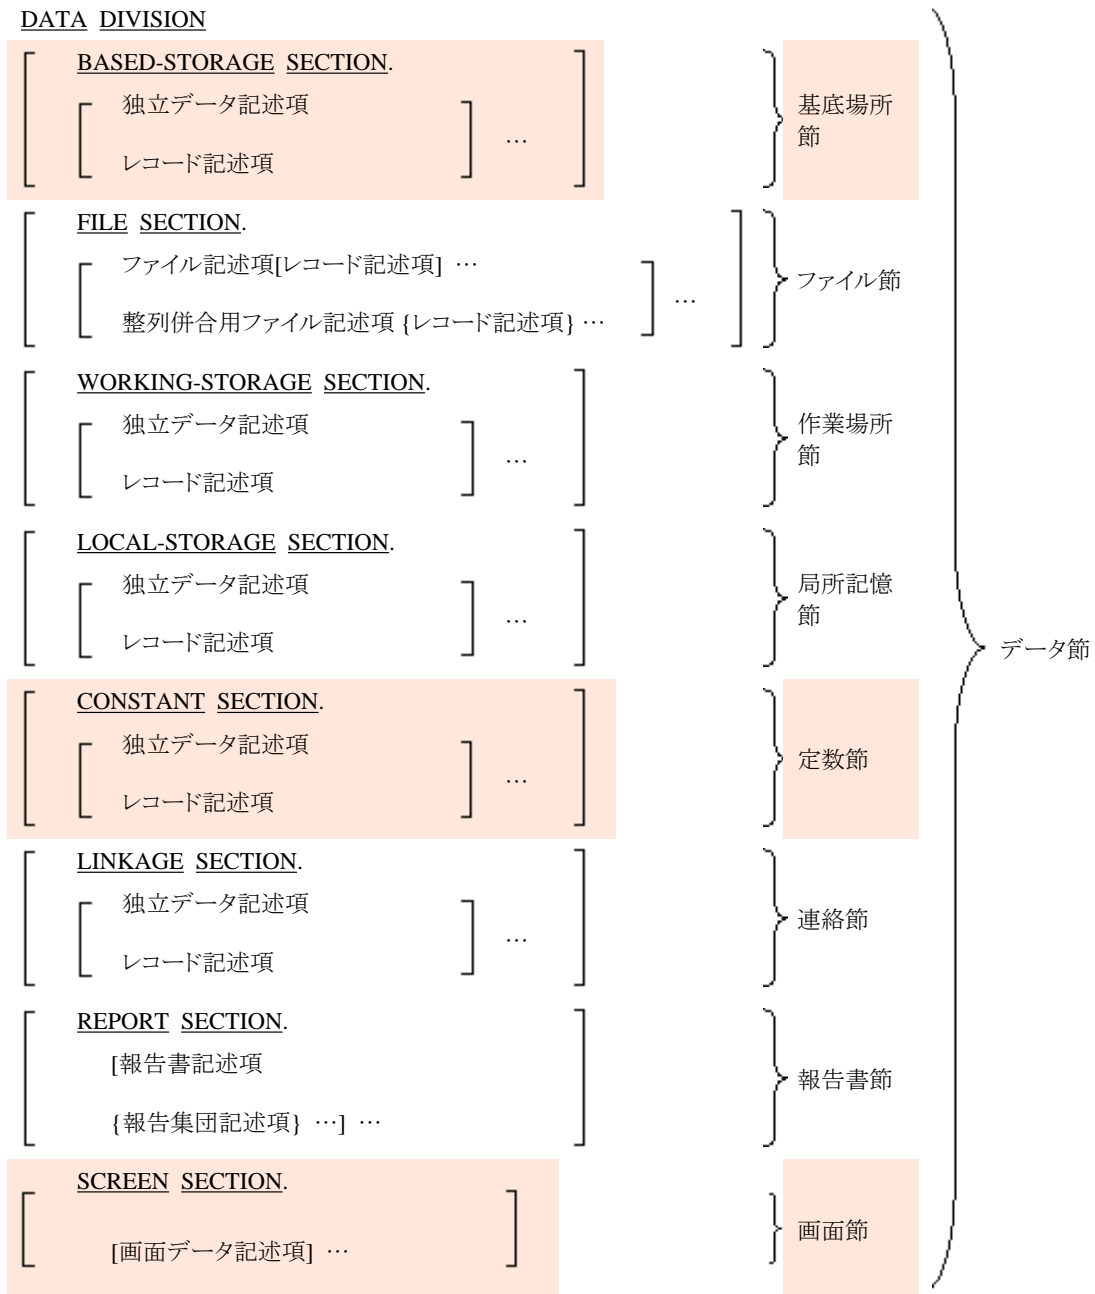 DATA DIVISION
BASED-STORAGE SECTION.
独立データ記述項
レコード記述項
…
基底場所
節
FILE SECTION.
ファイル記述項[レコード記述項] …
整列併合用ファイル記述項 {レコード記述項} …
…
ファイル節
WORKING-STORAGE SECTION.
独立データ記述項
レコード記述項
…
作業場所
節
LOCAL-STORAGE SECTION.
独立データ記述項
レコード記述項
…
局所記憶
節
データ節
CONSTANT SECTION.
独立データ記述項
レコード記述項
…
定数節
LINKAGE SECTION.
独立データ記述項
レコード記述項
…
連絡節
REPORT SECTION.
[報告書記述項
{報告集団記述項} …] …
報告書節
SCREEN SECTION.
[画面データ記述項] …
画面節